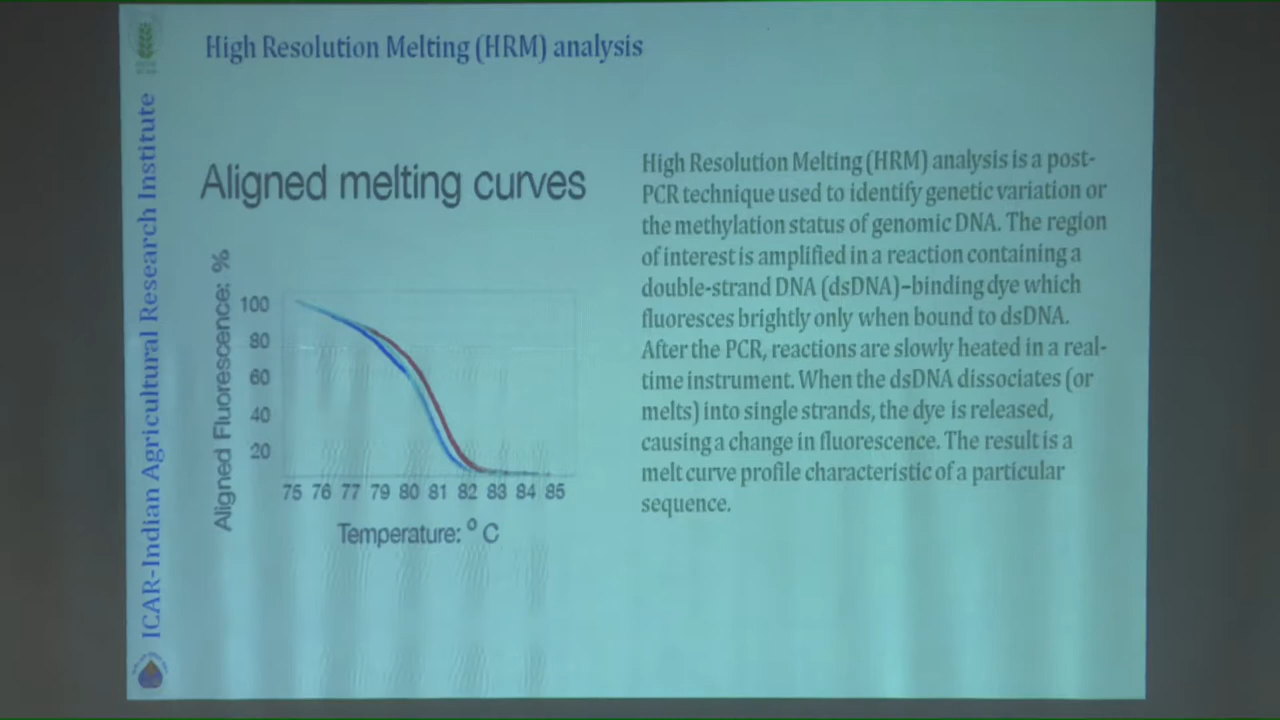 High Resolution Melting (HRM) analysis
ICAR-Indian Agricultural Research Institute
Aligned melting curves
Aligned Fluorescence: %
100
80
60
40
20
75 76 77 79 80 81 82 83 84 85
Temperature: ° C
High Resolution Melting (HRM) analysis is a post-
PCR technique used to identify genetic variation or
the methylation status of genomic DNA. The region
of interest is amplified in a reaction containing a
double-strand DNA (dsDNA)–binding dye which
fluoresces brightly only when bound to dsDNA.
After the PCR, reactions are slowly heated in a real-
time instrument. When the dsDNA dissociates (or
melts) into single strands, the dye is released,
causing a change in fluorescence. The result is a
melt curve profile characteristic of a particular
sequence.